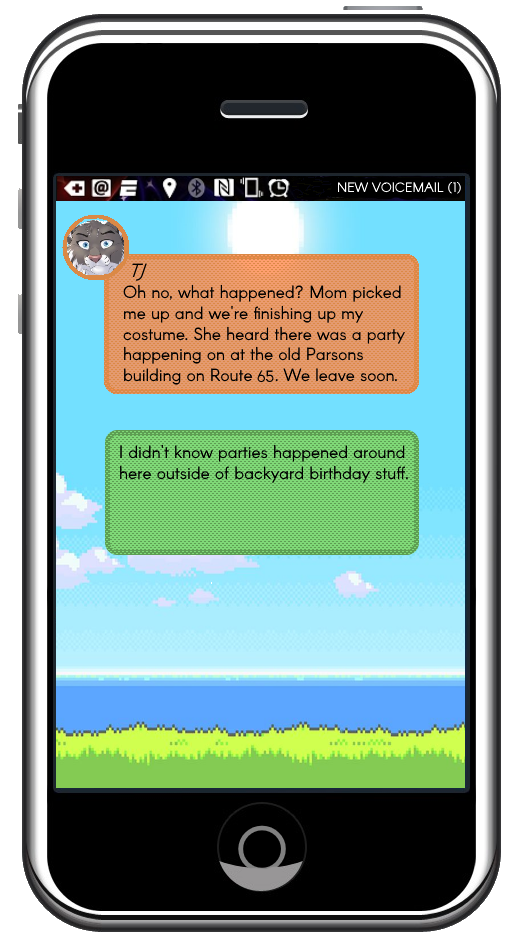 NEW VOICEMAIL (1)
TJ
Oh no, what happened? Mom picked
me up and we're finishing up my
costume. She heard there was a party
happening on at the old Parsons
building on Route 65. We leave soon.
I didn't know parties happened around
here outside of backyard birthday stuff.